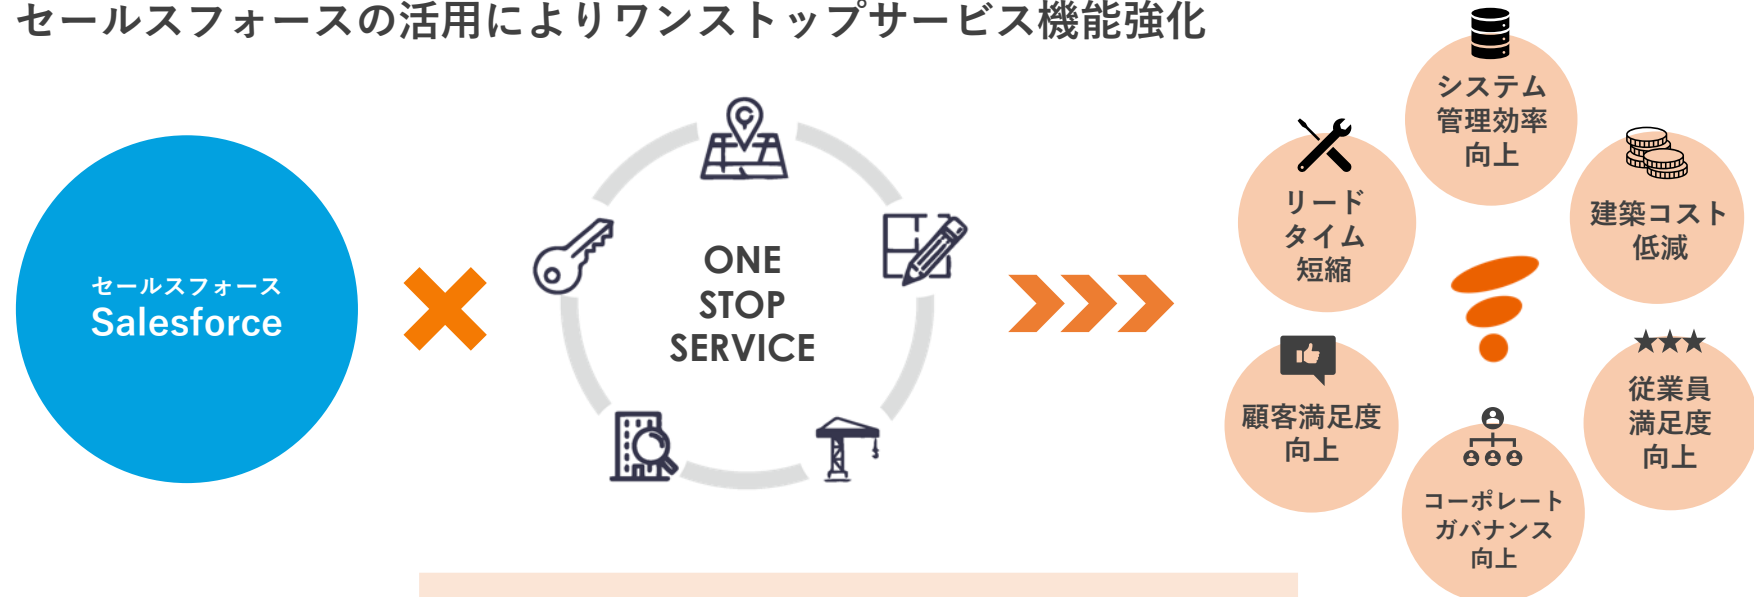 セールスフォースの活用によりワンストップサービス機能強化
セールスフォース
Salesforce
ONE
STOP
SERVICE
システム
管理効率
向上
リード
タイム
短縮
建築コスト
低減
顧客満足度
向上
従業員
満足度
向上
コーポレート
ガバナンス
向上